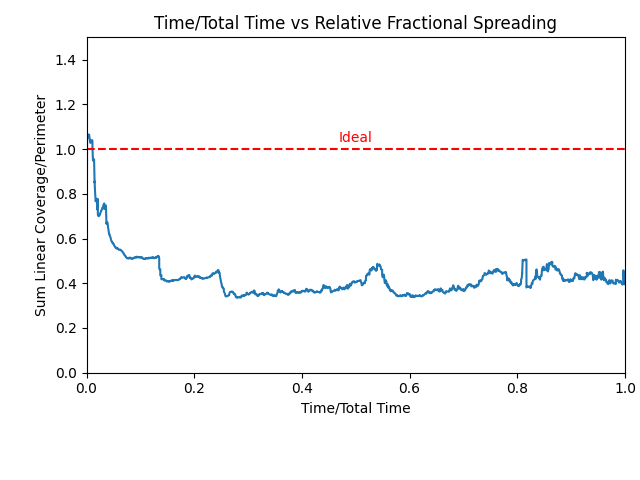 Time/Total Time vs Relative Fractional Spreading
Sum Linear Coverage/Perimeter
1.4
1.2
1.0
0.8
0.6
0.4
0.2
0.0
Ideal
0.0 0.2 0.4 0.6 0.8 1.0
Time/Total Time